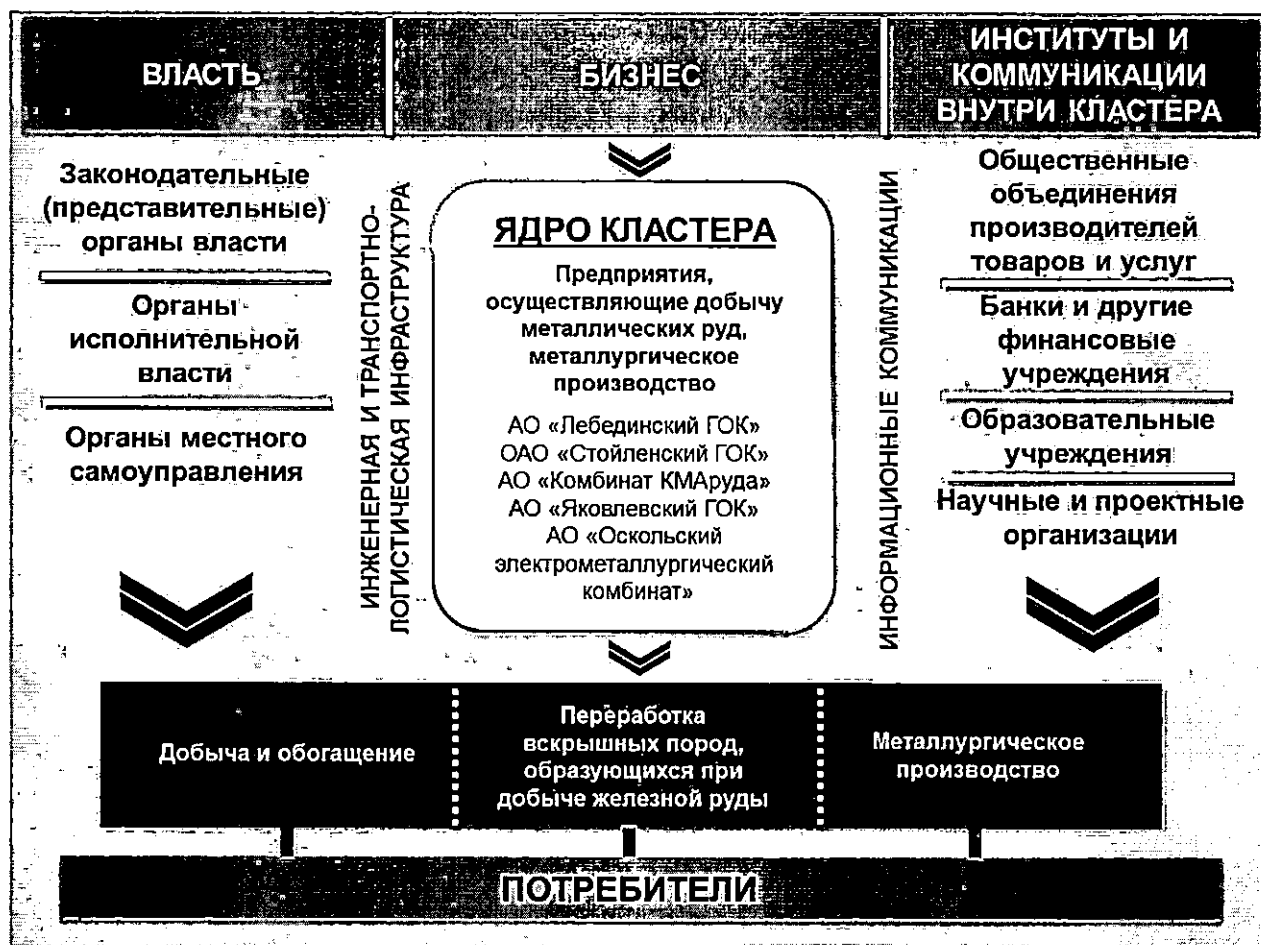 ВЛАСТЬ
БИЗНЕС
ИНСТИТУТЫ И
КОММУНИКАЦИИ
ВНУТРИ КЛАСТЕРА
Законодательные
(представительные)
органы власти
Органы
исполнительной
власти
Органы местного
самоуправления
ИНЖЕНЕРНАЯ И ТРАНСПОРТНО-
ЛОГИСТИЧЕСКАЯ ИНФРАСТРУКТУРА
ЯДРО КЛАСТЕРА
Предприятия,
осуществляющие добычу
металлических руд,
металлургическое
производство
АО «Лебединский ГОК»
ОАО «Стойленский ГОК»
АО «Комбинат КМАруда»
АО «Яковлевский ГОК»
АО «Оскольский
электрометаллургический
комбинат»
ИНФОРМАЦИОННЫЕ КОММУНИКАЦИИ
Общественные
объединения
производителей
товаров и услуг
Банки и другие
финансовые
учреждения
Образовательные
учреждения
Научные и проектные
организации
Добыча и обогащение
Переработка
вскрышных пород,
образующихся при
добыче железной руды
Металлургическое
производство
ПОТРЕБИТЕЛИ